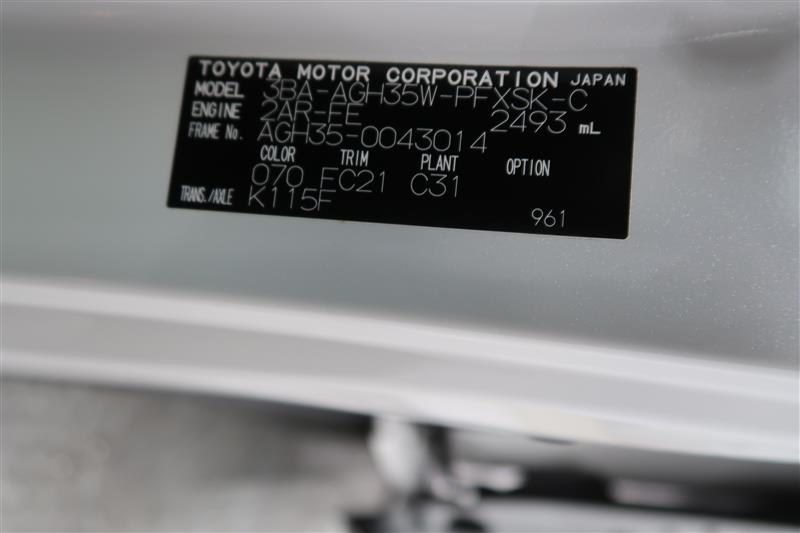 TOYOTA MOTOR CORPORATION JAPAN
MODEL 3BA-AGH35W-PFXSK-C
ENGINE 2AR-FE 2493 mL
FRAME No. AGH35-0043014
COLOR TRIM PLANT OPTION
070 FC21 C31
TRANS./AXLE K115F
961